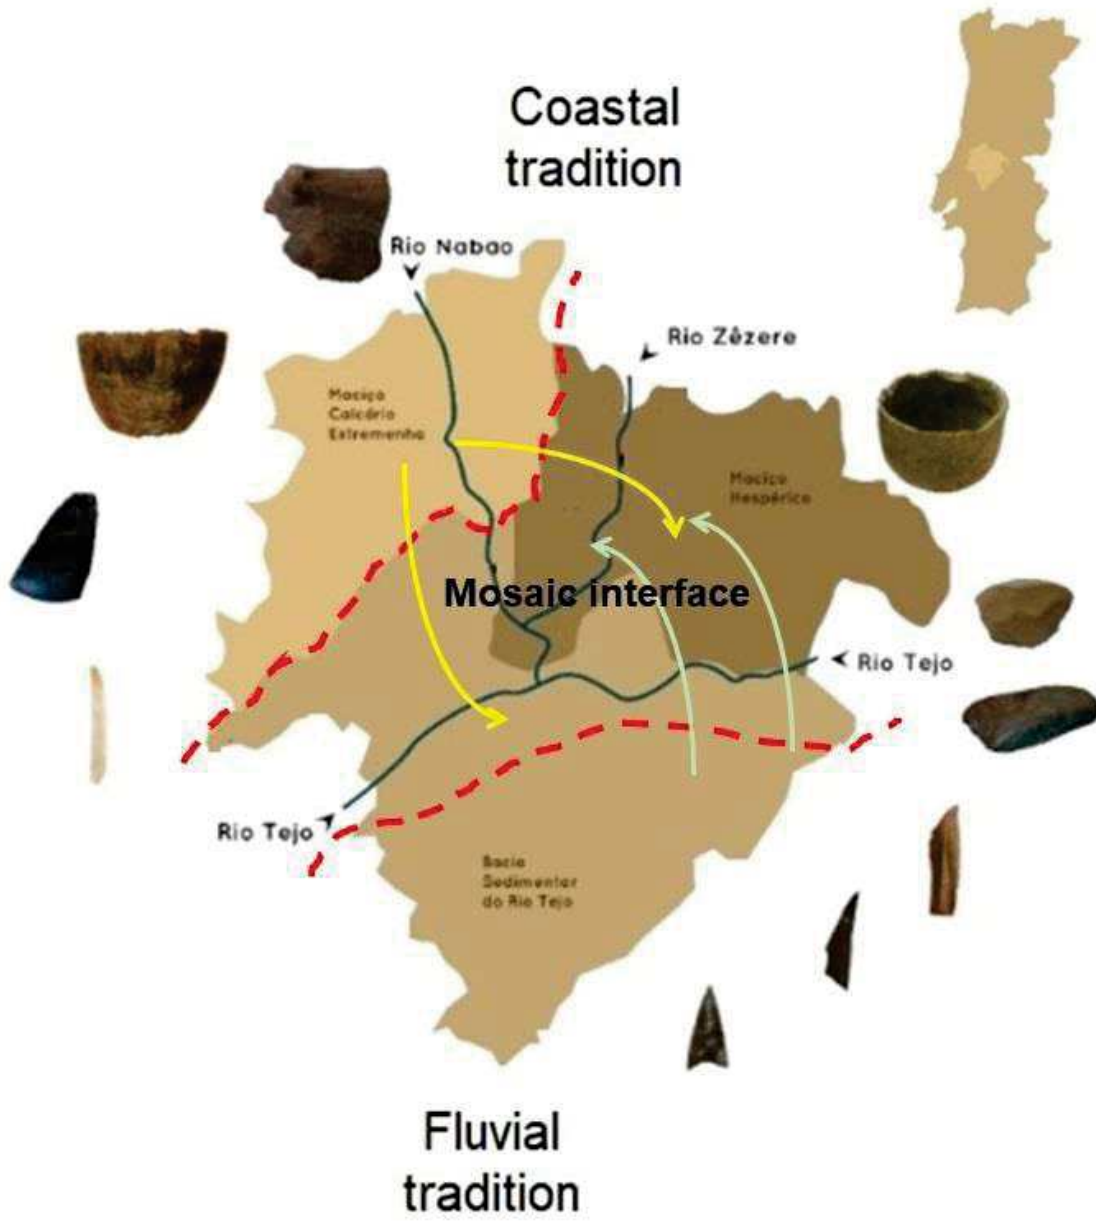 Coastal
tradition
Rio Nabao
Rio Zêzere
Maciço
Calcário
Estremenho
Maciço
Hespérico
Mosaic interface
Rio Tejo
Rio Tejo
Bacia
Sedimentar
do Rio Tejo
Fluvial
tradition